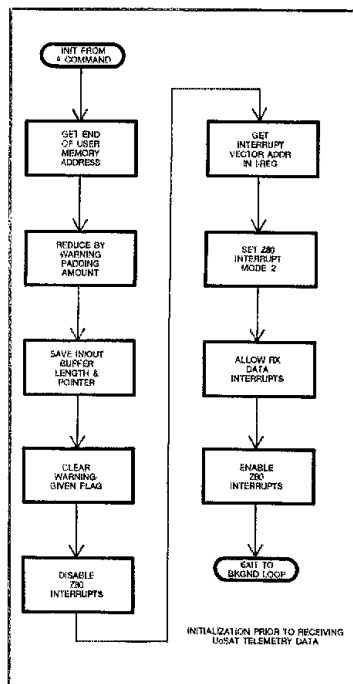 INIT FROM
A COMMAND
GET END
OF USER
MEMORY
ADDRESS
REDUCE BY
WARNING
PADDING
AMOUNT
SAVE IN/OUT
BUFFER
LENGTH &
POINTER
CLEAR
WARNING-
GIVEN FLAG
DISABLE
Z80
INTERRUPTS
GET
INTERRUPT
VECTOR ADDR
IN I-REG
SET Z80
INTERRUPT
MODE 2
ALLOW RX
DATA
INTERRUPTS
ENABLE
Z80
INTERRUPTS
EXIT TO
BKGND LOOP
INITIALIZATION PRIOR TO RECEIVING
UoSAT TELEMETRY DATA